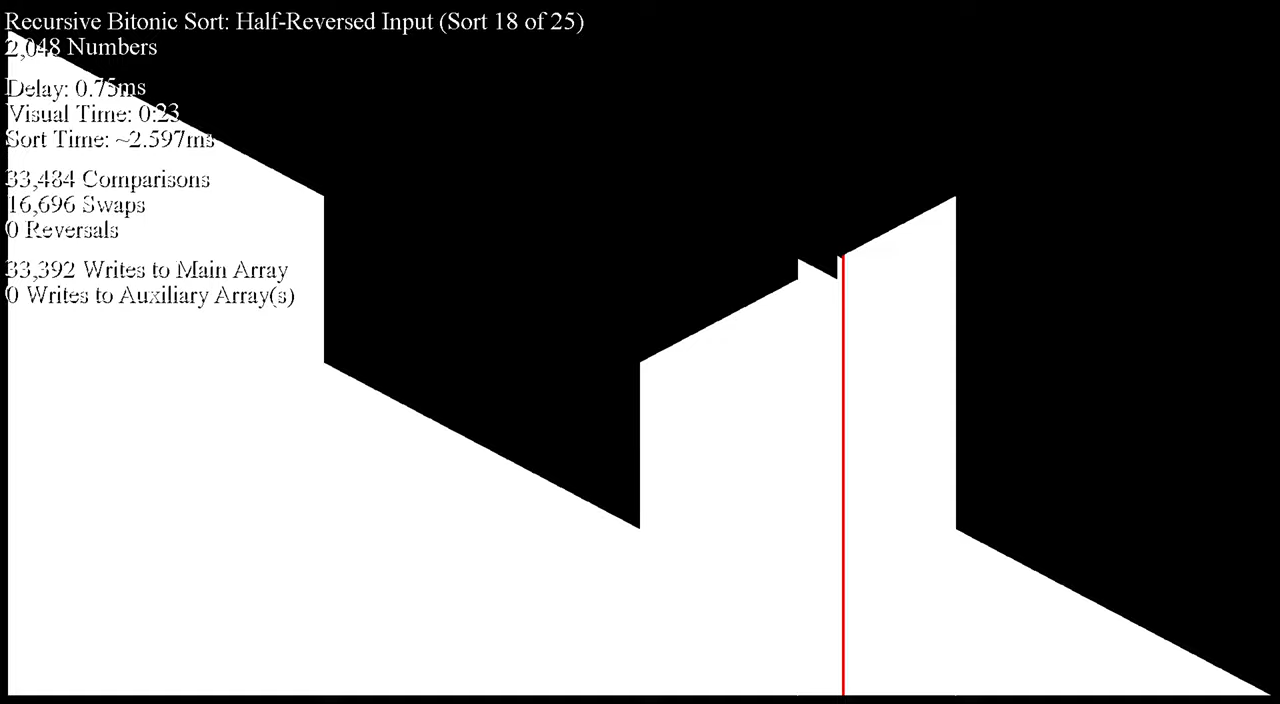 Recursive Bitonic Sort: Half-Reversed Input (Sort 18 of 25)
2,048 Numbers
Delay: 0.75ms
Visual Time: 0:23
Sort Time: ~2.597ms
33,484 Comparisons
16,696 Swaps
0 Reversals
33,392 Writes to Main Array
0 Writes to Auxiliary Array(s)